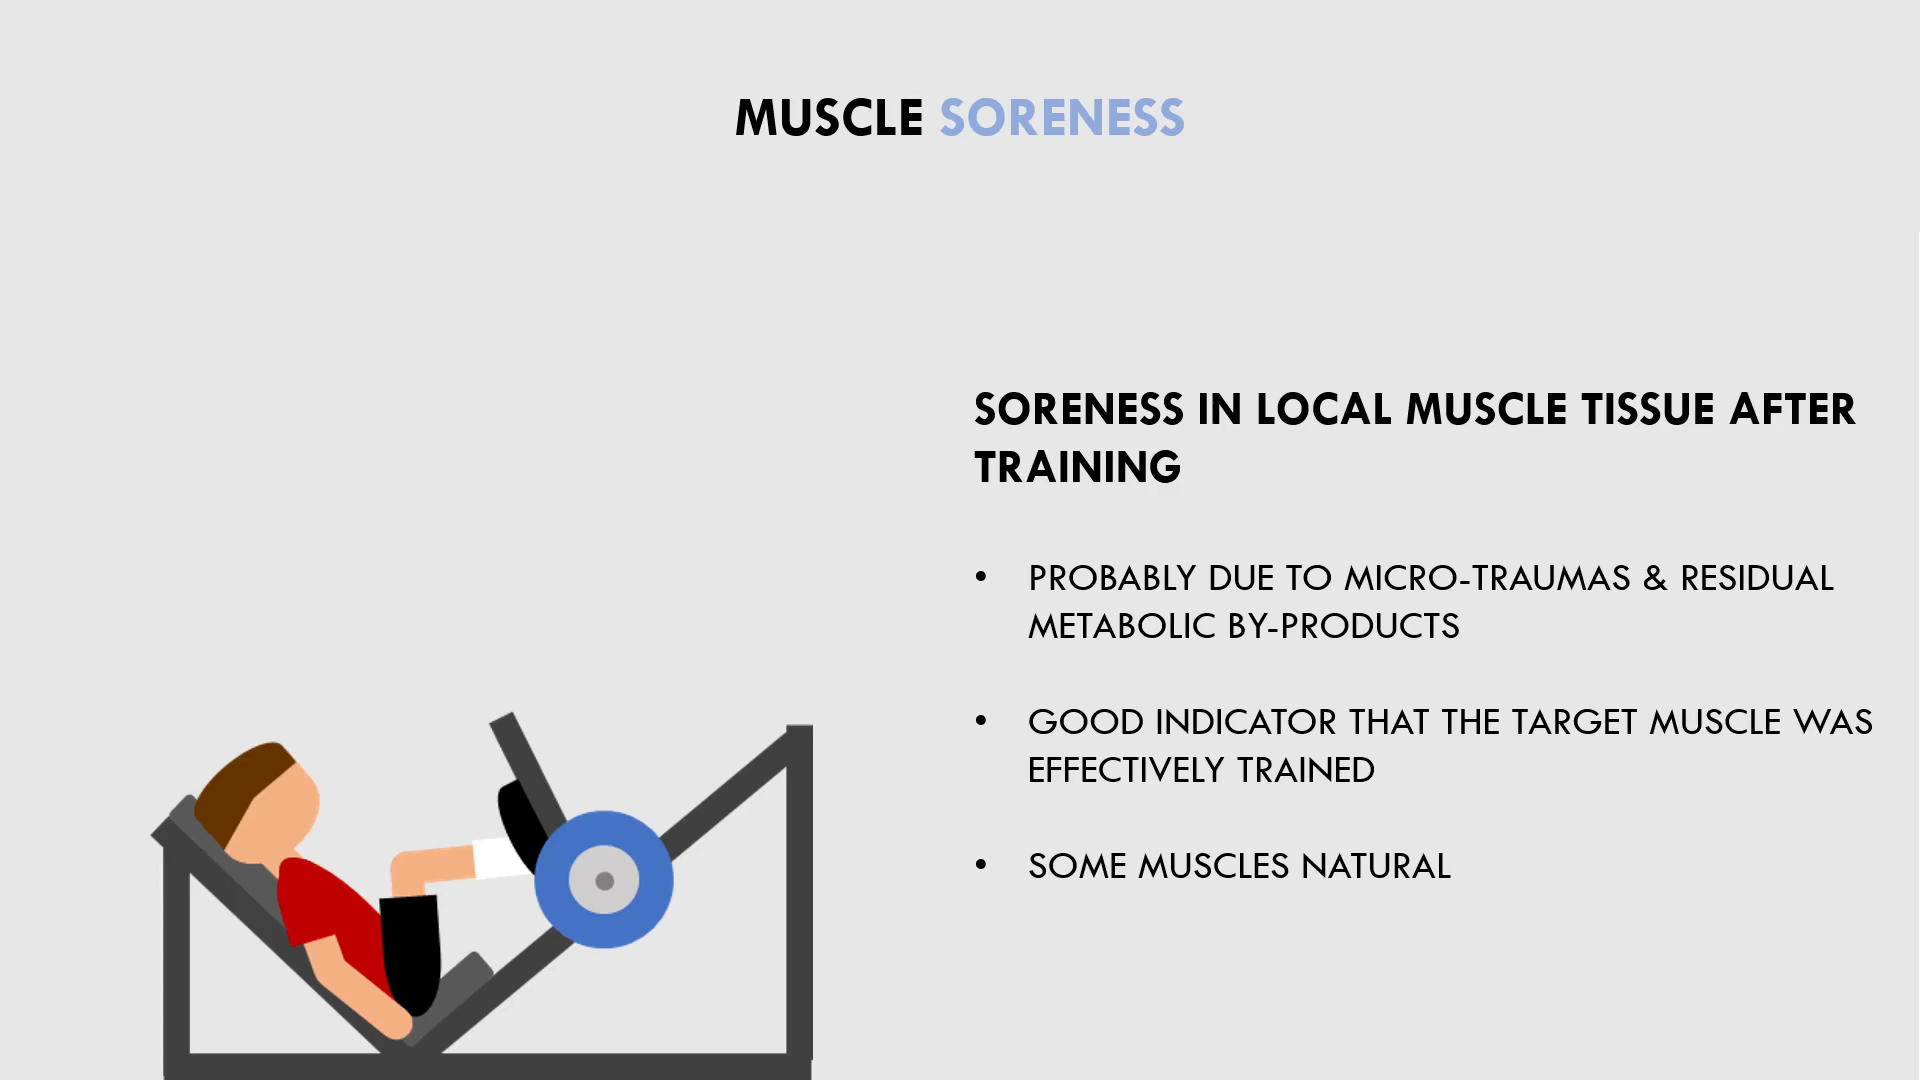 MUSCLE SORENESS
SORENESS IN LOCAL MUSCLE TISSUE AFTER
TRAINING
• PROBABLY DUE TO MICRO-TRAUMAS & RESIDUAL
METABOLIC BY-PRODUCTS
• GOOD INDICATOR THAT THE TARGET MUSCLE WAS
EFFECTIVELY TRAINED
• SOME MUSCLES NATURAL